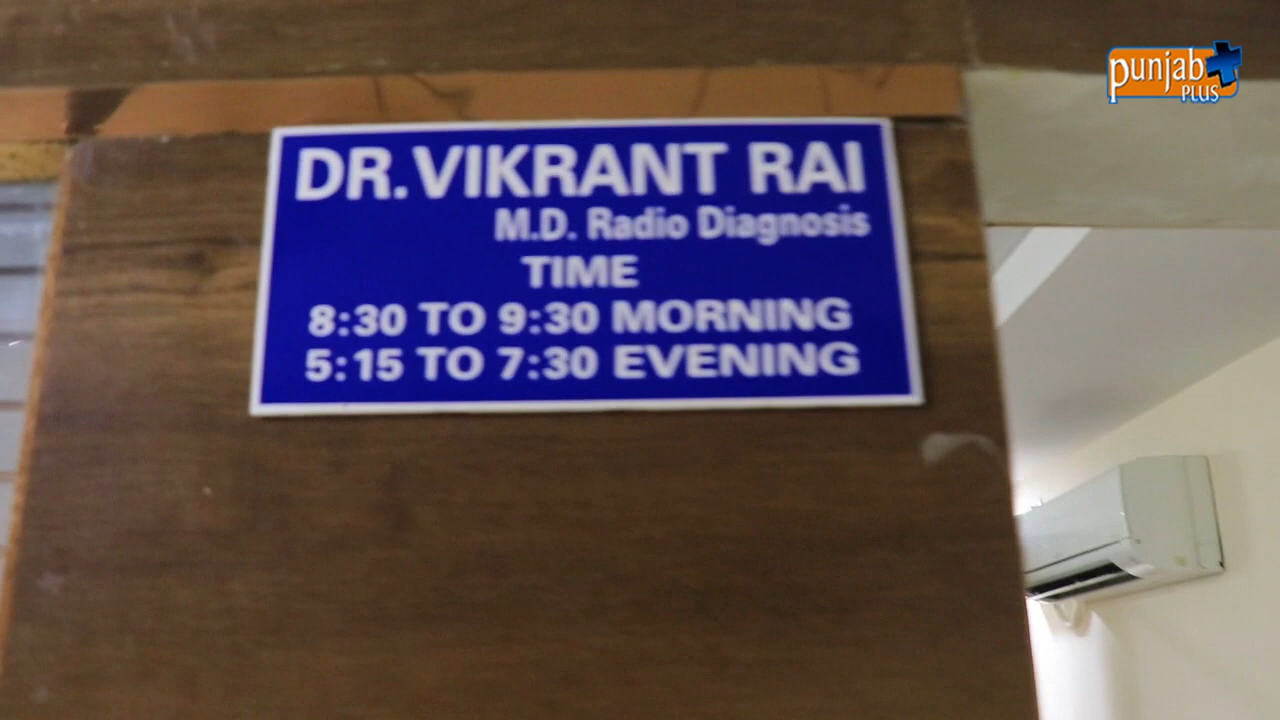 punjab
PLUS
DR.VIKRANT RAI
M.D. Radio Diagnosis
TIME
8:30 TO 9:30 MORNING
5:15 TO 7:30 EVENING